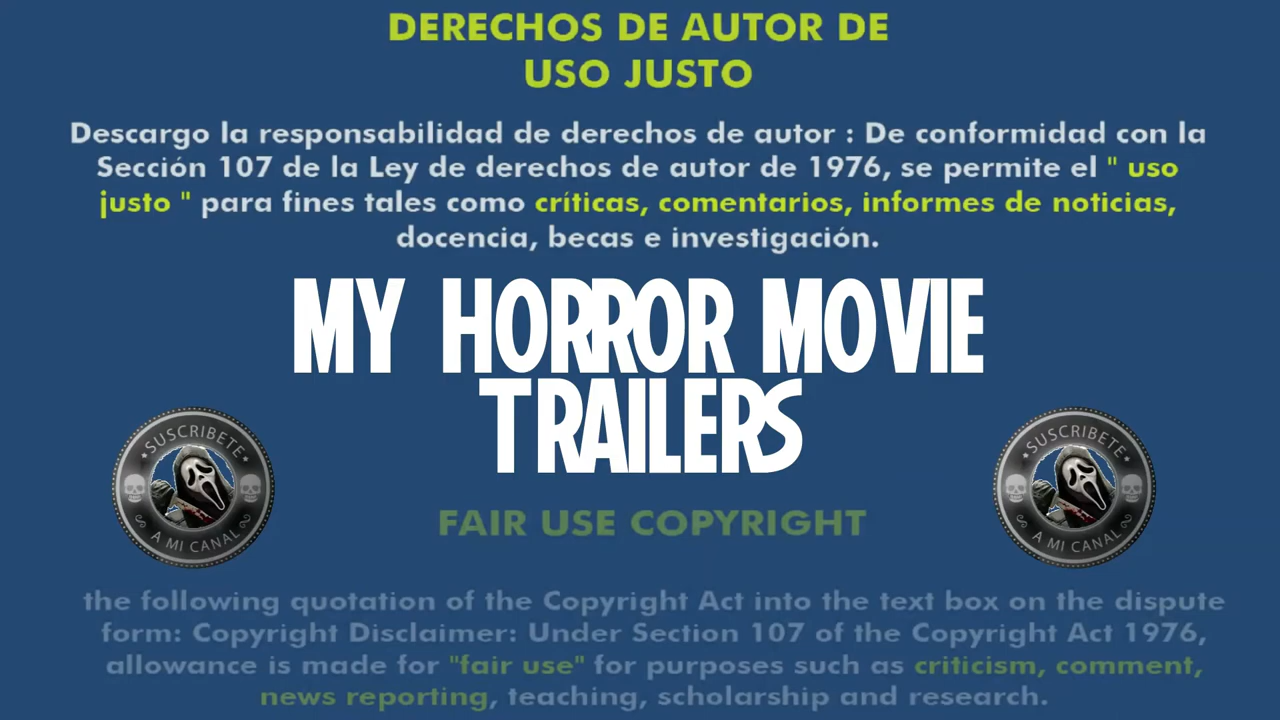 DERECHOS DE AUTOR DE
USO JUSTO
Descargo la responsabilidad de derechos de autor : De conformidad con la
Sección 107 de la Ley de derechos de autor de 1976, se permite el " uso
justo " para fines tales como críticas, comentarios, informes de noticias,
docencia, becas e investigación.
MY HORROR MOVIE
TRAILERS
SUSCRIBETE
A MI CANAL
SUSCRIBETE
A MI CANAL
FAIR USE COPYRIGHT
the following quotation of the Copyright Act into the text box on the dispute
form: Copyright Disclaimer: Under Section 107 of the Copyright Act 1976,
allowance is made for "fair use" for purposes such as criticism, comment,
news reporting, teaching, scholarship and research.